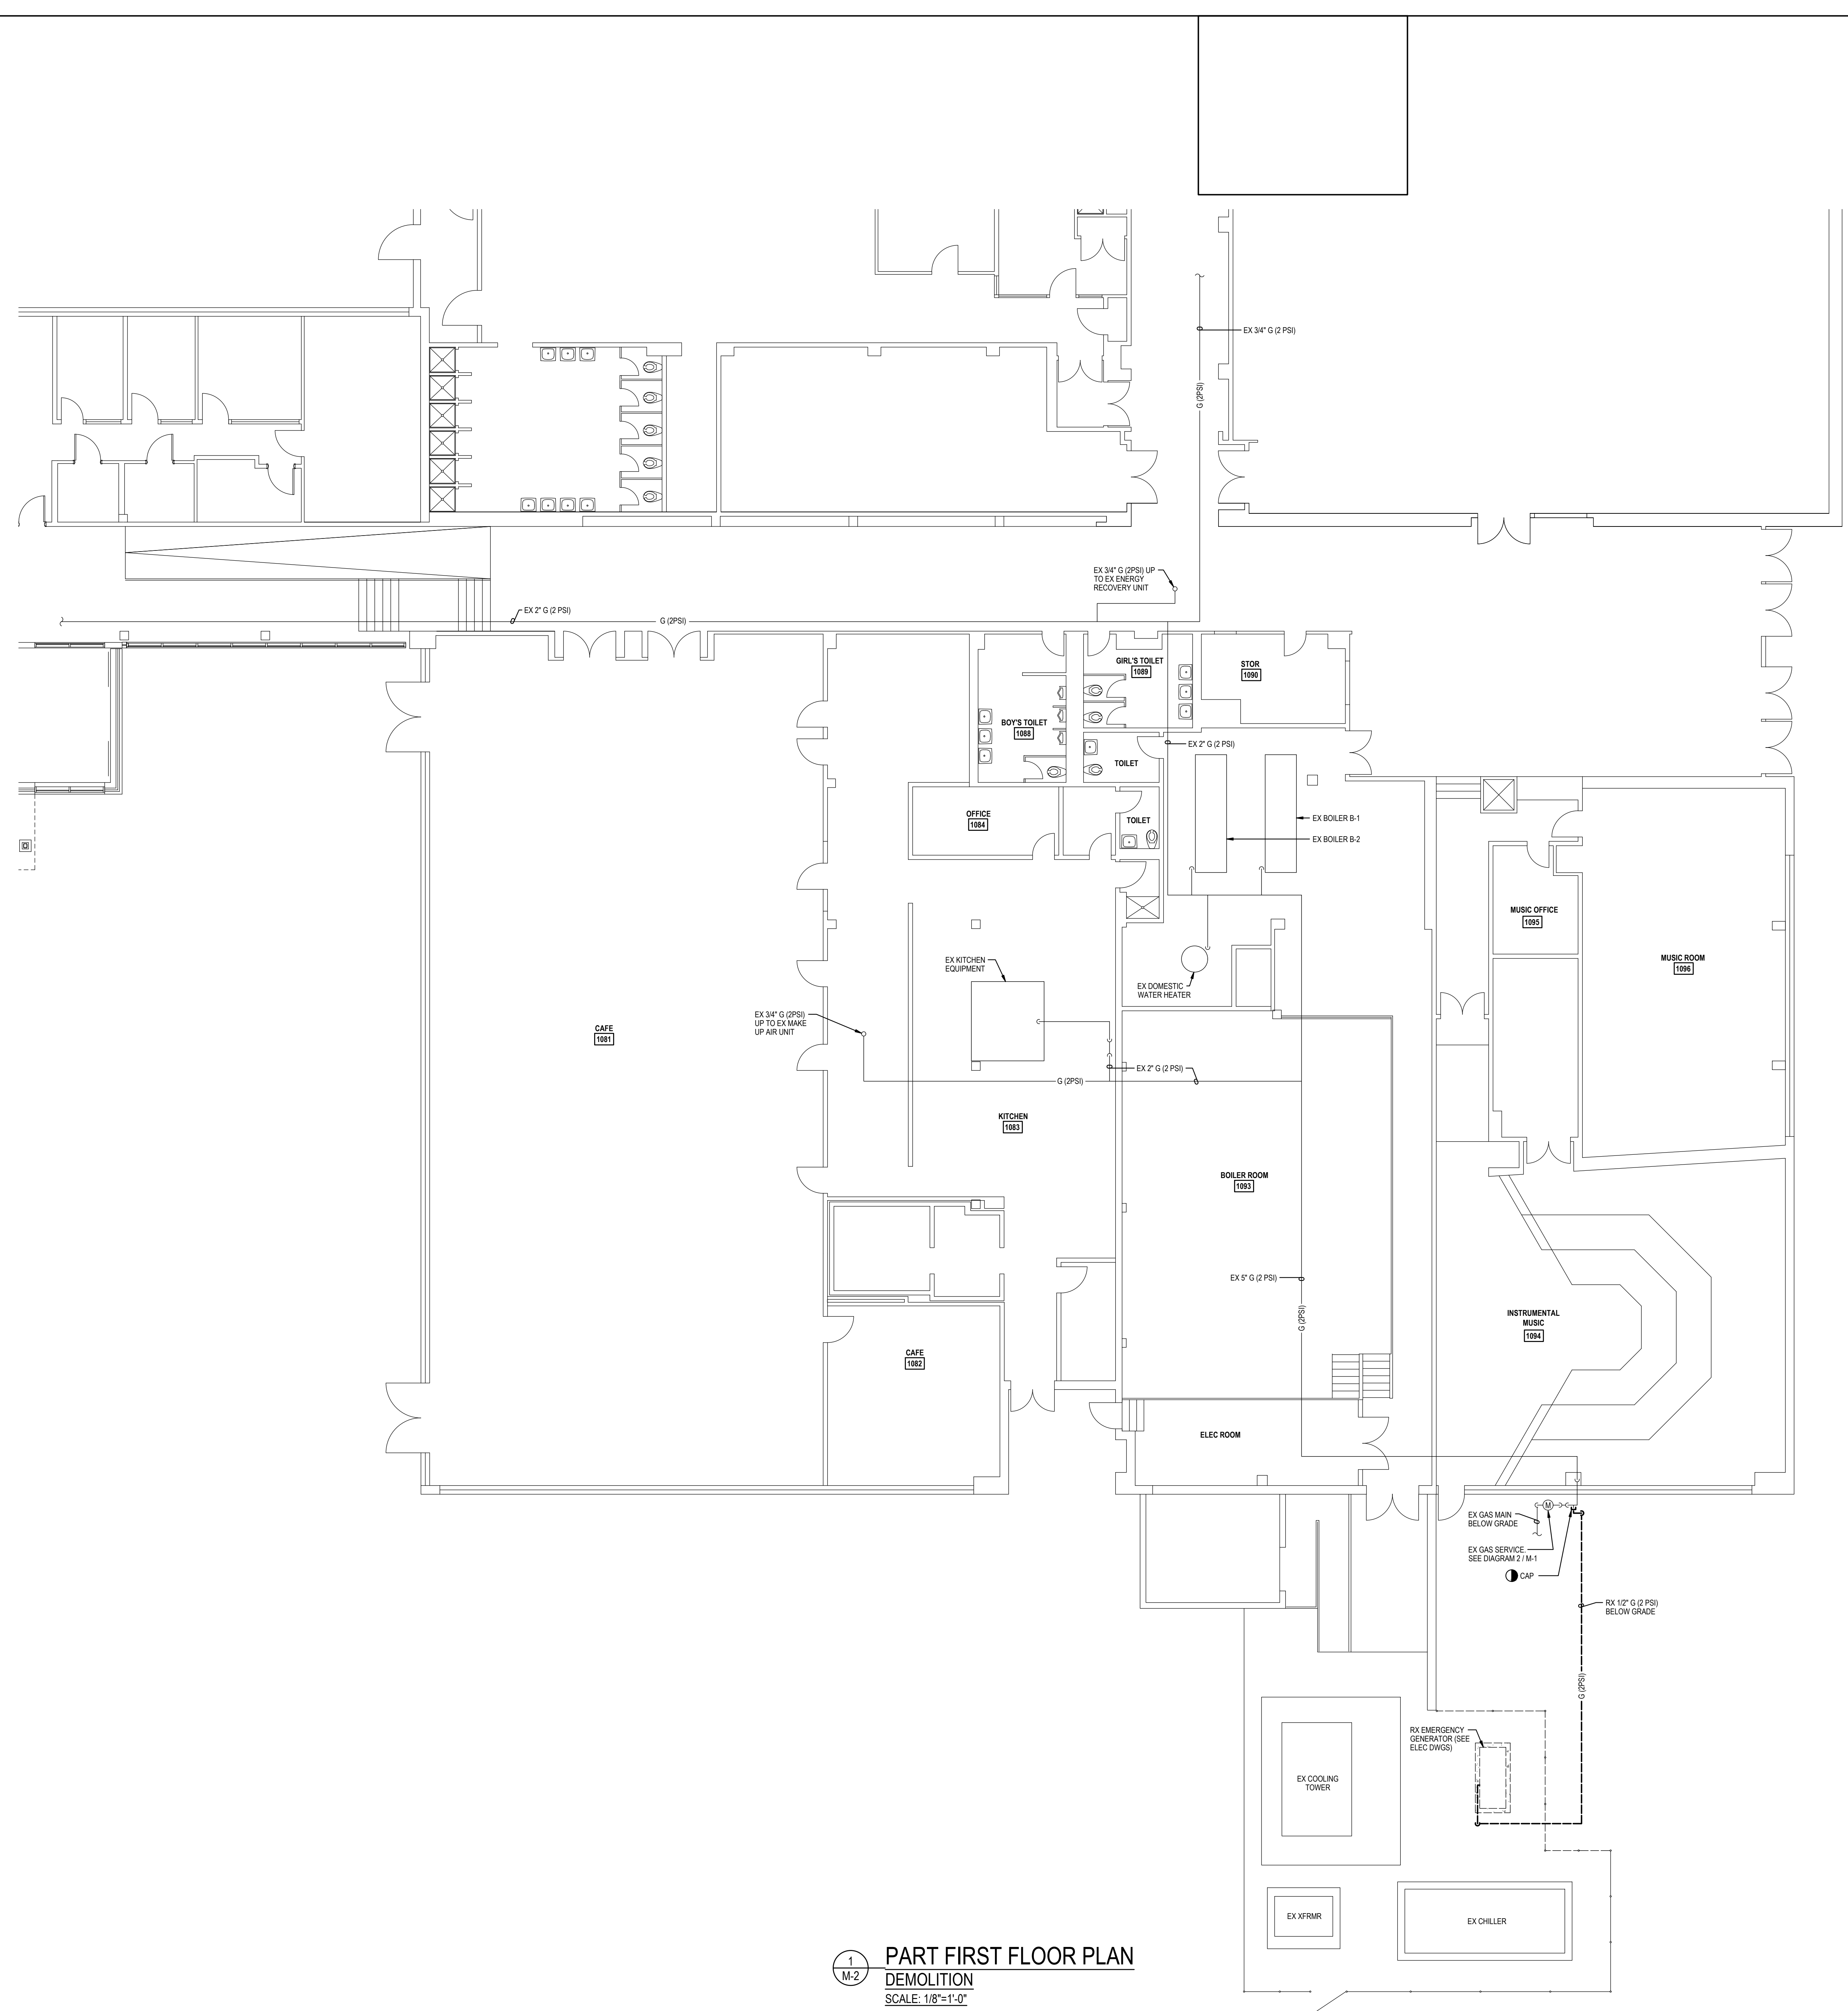 EX 3/4" G (2 PSI)
G (2PSI)
EX 3/4" G (2PSI) UP
TO EX ENERGY
RECOVERY UNIT
EX 2" G (2 PSI)
G (2PSI)
GIRL'S TOILET
1089
STOR
1090
BOY'S TOILET
1088
EX 2" G (2 PSI)
TOILET
OFFICE
1084
TOILET
EX BOILER B-1
EX BOILER B-2
MUSIC OFFICE
1095
MUSIC ROOM
1096
EX KITCHEN
EQUIPMENT
EX DOMESTIC
WATER HEATER
EX 3/4" G (2PSI)
UP TO EX MAKE
UP AIR UNIT
CAFE
1081
EX 2" G (2 PSI)
G (2PSI)
KITCHEN
1083
BOILER ROOM
1093
EX 5" G (2 PSI)
G (2PSI)
INSTRUMENTAL
MUSIC
1094
CAFE
1082
ELEC ROOM
M
EX GAS MAIN
BELOW GRADE
EX GAS SERVICE.
SEE DIAGRAM 2 / M-1
CAP
RX 1/2" G (2 PSI)
BELOW GRADE
G (2PSI)
RX EMERGENCY
GENERATOR (SEE
ELEC DWGS)
EX COOLING
TOWER
EX XFRMR
EX CHILLER
1
M-2
PART FIRST FLOOR PLAN
DEMOLITION
SCALE: 1/8"=1'-0"